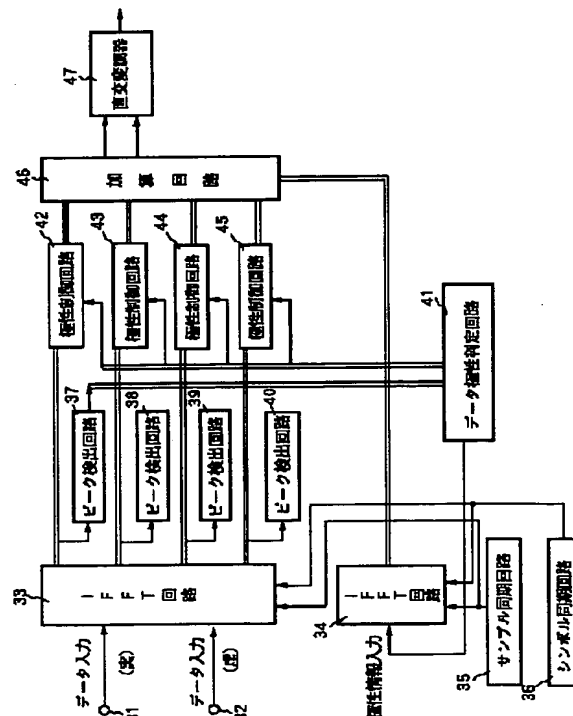 データ入力
(実)
31
データ入力
(虚)
32
33
IFFT回路
極性情報入力
34
IFFT回路
35
サンプル同期回路
36
シンボル同期回路
37
ピーク検出回路
38
ピーク検出回路
39
ピーク検出回路
40
ピーク検出回路
41
データ極性判定回路
42
極性制御回路
43
極性制御回路
44
極性制御回路
45
極性制御回路
46
加算回路
47
直交変調器